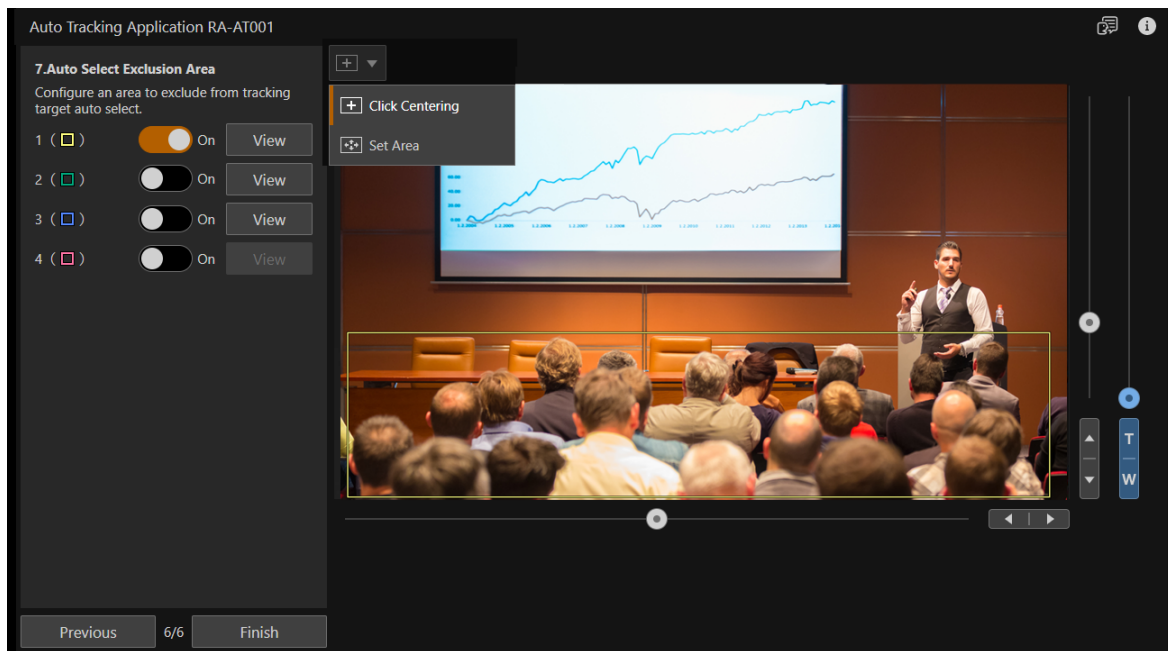 Auto Tracking Application RA-AT001
7.Auto Select Exclusion Area
Configure an area to exclude from tracking
target auto select.
1 ( )
On
View
2 ( )
On
View
3 ( )
On
View
4 ( )
On
View
Click Centering
Set Area
T
W
Previous
6/6
Finish